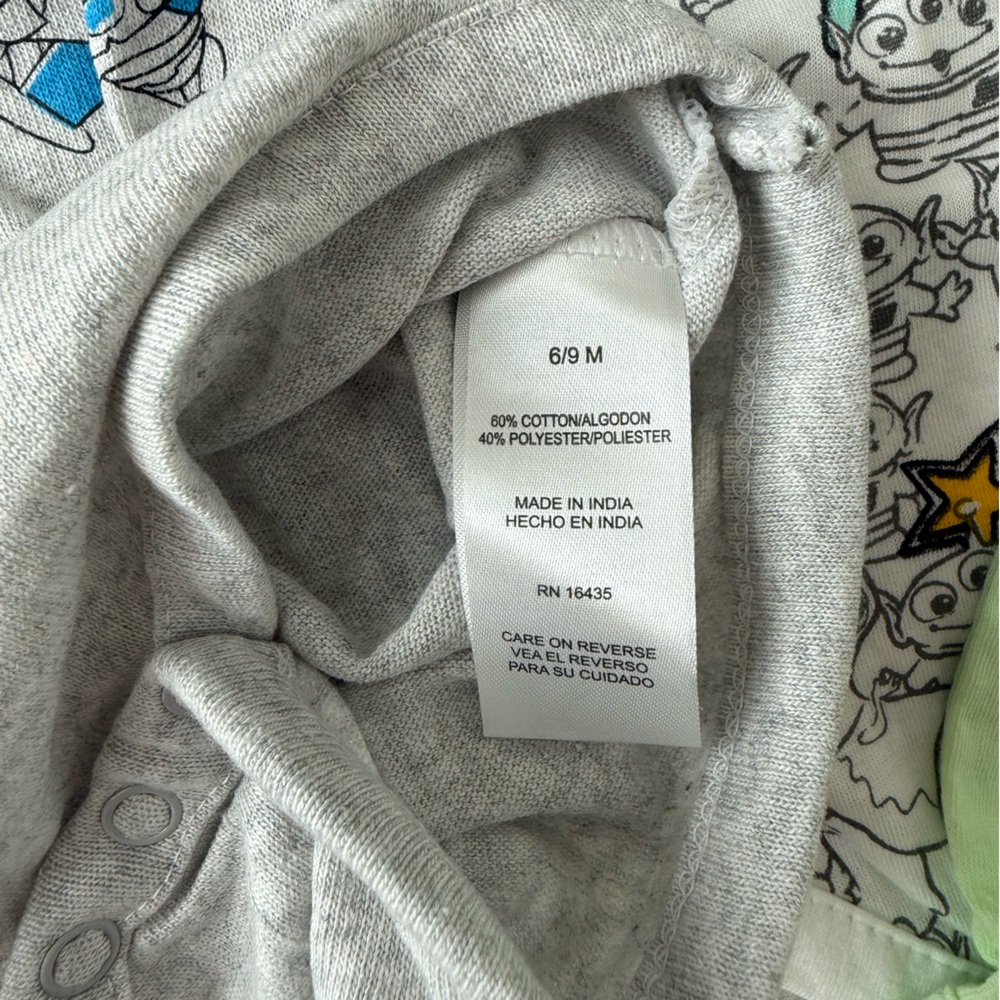 6/9 M
60% COTTON/ALGODON
40% POLYESTER/POLIESTER
MADE IN INDIA
HECHO EN INDIA
RN 16435
CARE ON REVERSE
VEA EL REVERSO
PARA SU CUIDADO